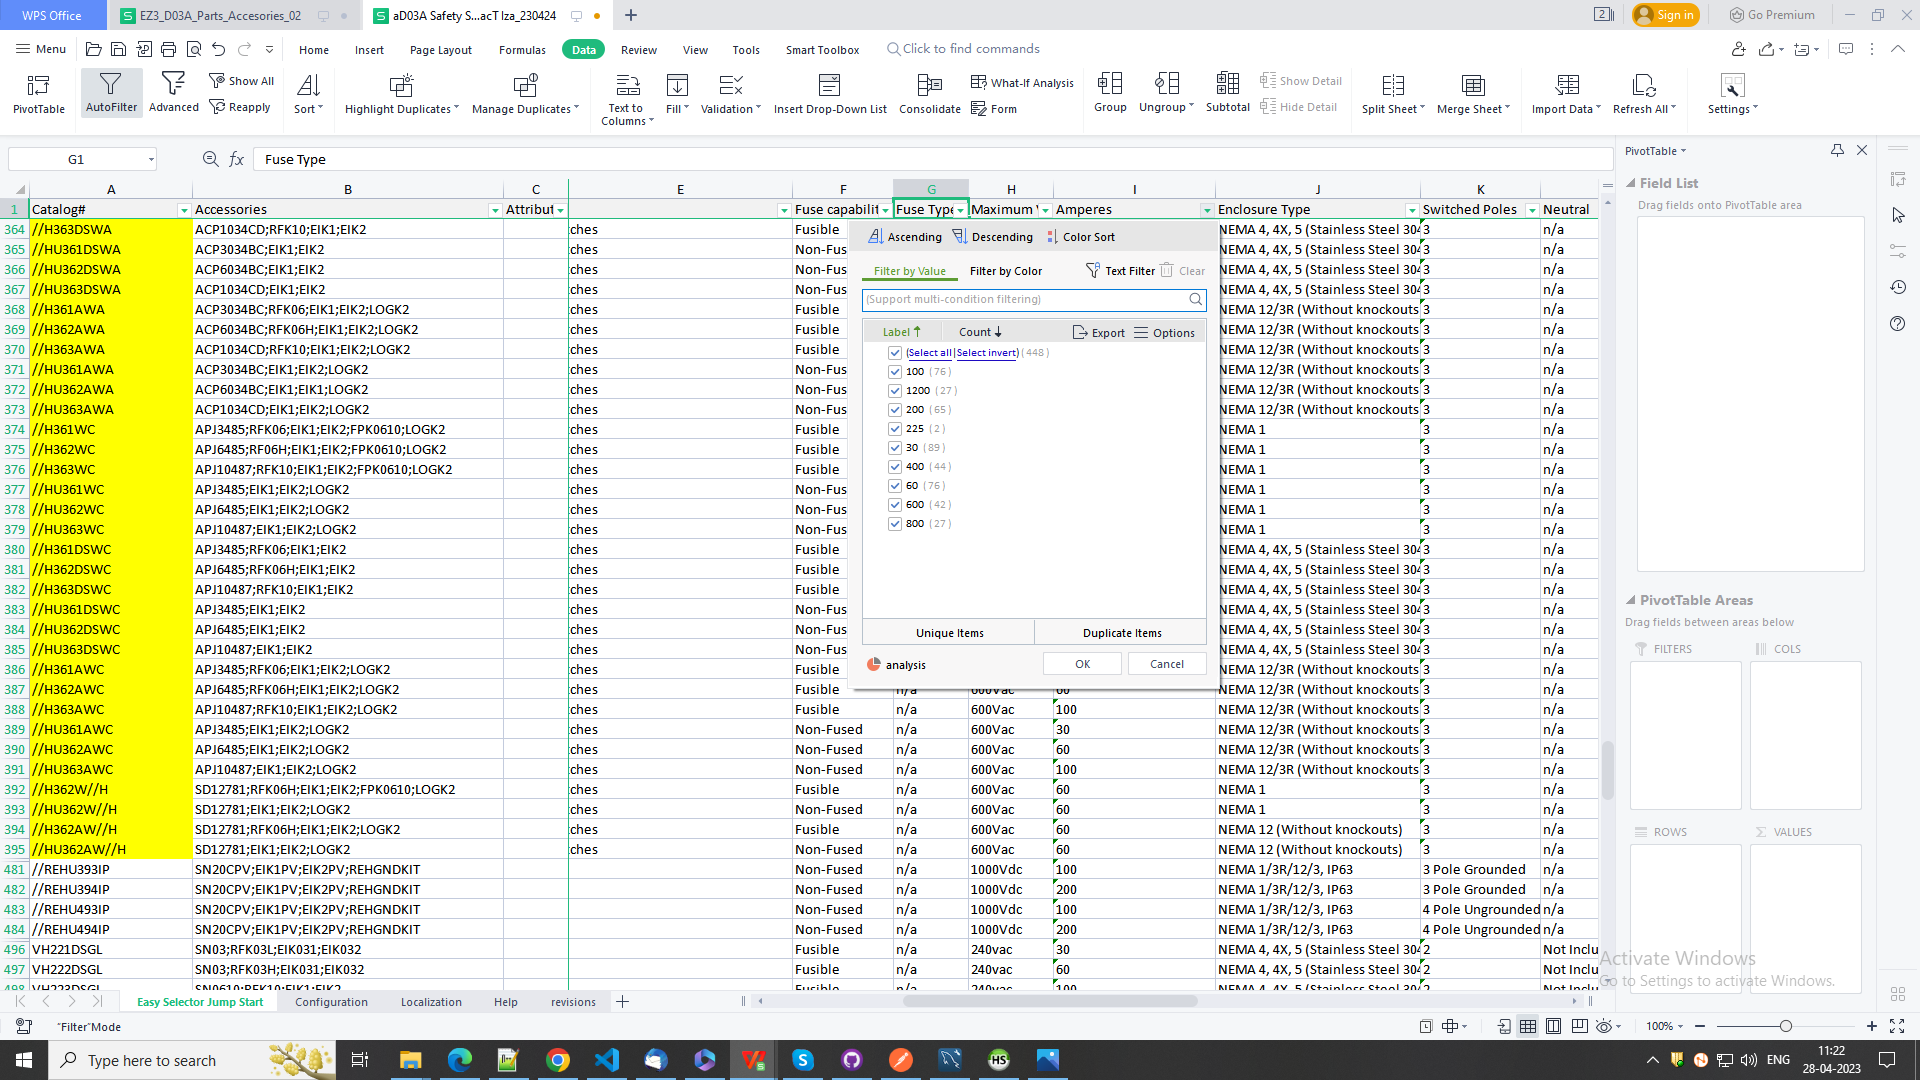 WPS Office EZ3_D03A_Parts_Accesories_02 aD03A Safety S...acT Iza_230424 2 Sign in Go Premium
Menu Home Insert Page Layout Formulas Data Review View Tools Smart Toolbox Click to find commands
PivotTable AutoFilter Advanced Show All Reapply Sort Highlight Duplicates Manage Duplicates Text to Columns Fill Validation Insert Drop-Down List Consolidate What-If Analysis Form Group Ungroup Subtotal Show Detail Hide Detail Split Sheet Merge Sheet Import Data Refresh All Settings
G1 fx Fuse Type
A B C E F G H I J K
1 Catalog# Accessories Attribut Fuse capabilit Fuse Type Maximum Amperes Enclosure Type Switched Poles Neutral
364 //H363DSWA ACP1034CD;RFK10;EIK1;EIK2 :ches Fusible NEMA 4, 4X, 5 (Stainless Steel 304 3 n/a
365 //HU361DSWA ACP3034BC;EIK1;EIK2 :ches Non-Fus NEMA 4, 4X, 5 (Stainless Steel 304 3 n/a
366 //HU362DSWA ACP6034BC;EIK1;EIK2 :ches Non-Fus NEMA 4, 4X, 5 (Stainless Steel 304 3 n/a
367 //HU363DSWA ACP1034CD;EIK1;EIK2 :ches Non-Fus NEMA 4, 4X, 5 (Stainless Steel 304 3 n/a
368 //H361AWA ACP3034BC;RFK06;EIK1;EIK2;LOGK2 :ches Fusible NEMA 12/3R (Without knockouts 3 n/a
369 //H362AWA ACP6034BC;RFK06H;EIK1;EIK2;LOGK2 :ches Fusible NEMA 12/3R (Without knockouts 3 n/a
370 //H363AWA ACP1034CD;RFK10;EIK1;EIK2;LOGK2 :ches Fusible NEMA 12/3R (Without knockouts 3 n/a
371 //HU361AWA ACP3034BC;EIK1;EIK2;LOGK2 :ches Non-Fus NEMA 12/3R (Without knockouts 3 n/a
372 //HU362AWA ACP6034BC;EIK1;LOGK2 :ches Non-Fus NEMA 12/3R (Without knockouts 3 n/a
373 //HU363AWA ACP1034CD;EIK1;EIK2;LOGK2 :ches Non-Fus NEMA 12/3R (Without knockouts 3 n/a
374 //H361WC APJ3485;RFK06;EIK1;EIK2;FPK0610;LOGK2 :ches Fusible NEMA 1 3 n/a
375 //H362WC APJ6485;RF06H;EIK1;EIK2;FPK0610;LOGK2 :ches Fusible NEMA 1 3 n/a
376 //H363WC APJ10487;RFK10;EIK1;EIK2;FPK0610;LOGK2 :ches Fusible NEMA 1 3 n/a
377 //HU361WC APJ3485;EIK1;EIK2;LOGK2 :ches Non-Fus NEMA 1 3 n/a
378 //HU362WC APJ6485;EIK1;EIK2;LOGK2 :ches Non-Fus NEMA 1 3 n/a
379 //HU363WC APJ10487;EIK1;EIK2;LOGK2 :ches Non-Fus NEMA 1 3 n/a
380 //H361DSWC APJ3485;RFK06;EIK1;EIK2 :ches Fusible NEMA 4, 4X, 5 (Stainless Steel 304 3 n/a
381 //H362DSWC APJ6485;RFK06H;EIK1;EIK2 :ches Fusible NEMA 4, 4X, 5 (Stainless Steel 304 3 n/a
382 //H363DSWC APJ10487;RFK10;EIK1;EIK2 :ches Fusible NEMA 4, 4X, 5 (Stainless Steel 304 3 n/a
383 //HU361DSWC APJ3485;EIK1;EIK2 :ches Non-Fus NEMA 4, 4X, 5 (Stainless Steel 304 3 n/a
384 //HU362DSWC APJ6485;EIK1;EIK2 :ches Non-Fus NEMA 4, 4X, 5 (Stainless Steel 304 3 n/a
385 //HU363DSWC APJ10487;EIK1;EIK2 :ches Non-Fus NEMA 4, 4X, 5 (Stainless Steel 304 3 n/a
386 //H361AWC APJ3485;RFK06;EIK1;EIK2;LOGK2 :ches Fusible NEMA 12/3R (Without knockouts 3 n/a
387 //H362AWC APJ6485;RFK06H;EIK1;EIK2;LOGK2 :ches Fusible n/a 600Vac 60 NEMA 12/3R (Without knockouts 3 n/a
388 //H363AWC APJ10487;RFK10;EIK1;EIK2;LOGK2 :ches Fusible n/a 600Vac 100 NEMA 12/3R (Without knockouts 3 n/a
389 //HU361AWC APJ3485;EIK1;EIK2;LOGK2 :ches Non-Fused n/a 600Vac 30 NEMA 12/3R (Without knockouts 3 n/a
390 //HU362AWC APJ6485;EIK1;EIK2;LOGK2 :ches Non-Fused n/a 600Vac 60 NEMA 12/3R (Without knockouts 3 n/a
391 //HU363AWC APJ10487;EIK1;EIK2;LOGK2 :ches Non-Fused n/a 600Vac 100 NEMA 12/3R (Without knockouts 3 n/a
392 //H362W//H SD12781;RFK06H;EIK1;EIK2;FPK0610;LOGK2 :ches Fusible n/a 600Vac 60 NEMA 1 3 n/a
393 //HU362W//H SD12781;EIK1;EIK2;LOGK2 :ches Non-Fused n/a 600Vac 60 NEMA 1 3 n/a
394 //H362AW//H SD12781;RFK06H;EIK1;EIK2;LOGK2 :ches Fusible n/a 600Vac 60 NEMA 12 (Without knockouts) 3 n/a
395 //HU362AW//H SD12781;EIK1;EIK2;LOGK2 :ches Non-Fused n/a 600Vac 60 NEMA 12 (Without knockouts) 3 n/a
481 //REHU393IP SN20CPV;EIK1PV;EIK2PV;REHGNDKIT Non-Fused n/a 1000Vdc 100 NEMA 1/3R/12/3, IP63 3 Pole Grounded n/a
482 //REHU394IP SN20CPV;EIK1PV;EIK2PV;REHGNDKIT Non-Fused n/a 1000Vdc 200 NEMA 1/3R/12/3, IP63 3 Pole Grounded n/a
483 //REHU493IP SN20CPV;EIK1PV;EIK2PV;REHGNDKIT Non-Fused n/a 1000Vdc 100 NEMA 1/3R/12/3, IP63 4 Pole Ungrounded n/a
484 //REHU494IP SN20CPV;EIK1PV;EIK2PV;REHGNDKIT Non-Fused n/a 1000Vdc 200 NEMA 1/3R/12/3, IP63 4 Pole Ungrounded n/a
496 VH221DSGL SN03;RFK03L;EIK031;EIK032 Fusible n/a 240vac 30 NEMA 4, 4X, 5 (Stainless Steel 304 2 Not Inclu
497 VH222DSGL SN03;RFK03H;EIK031;EIK032 Fusible n/a 240vac 60 NEMA 4, 4X, 5 (Stainless Steel 304 2 Not Inclu
Ascending Descending Color Sort
Filter by Value Filter by Color Text Filter Clear
(Support multi-condition filtering)
Label Count Export Options
(Select all|Select invert) (448)
100 (76)
1200 (27)
200 (65)
225 (2)
30 (89)
400 (44)
60 (76)
600 (42)
800 (27)
Unique Items Duplicate Items
analysis OK Cancel
PivotTable
Field List
Drag fields onto PivotTable area
PivotTable Areas
Drag fields between areas below
FILTERS COLS
ROWS VALUES
Activate Windows
Go to Settings to activate Windows.
Easy Selector Jump Start Configuration Localization Help revisions
"Filter"Mode 100%
Type here to search ENG 11:22
28-04-2023